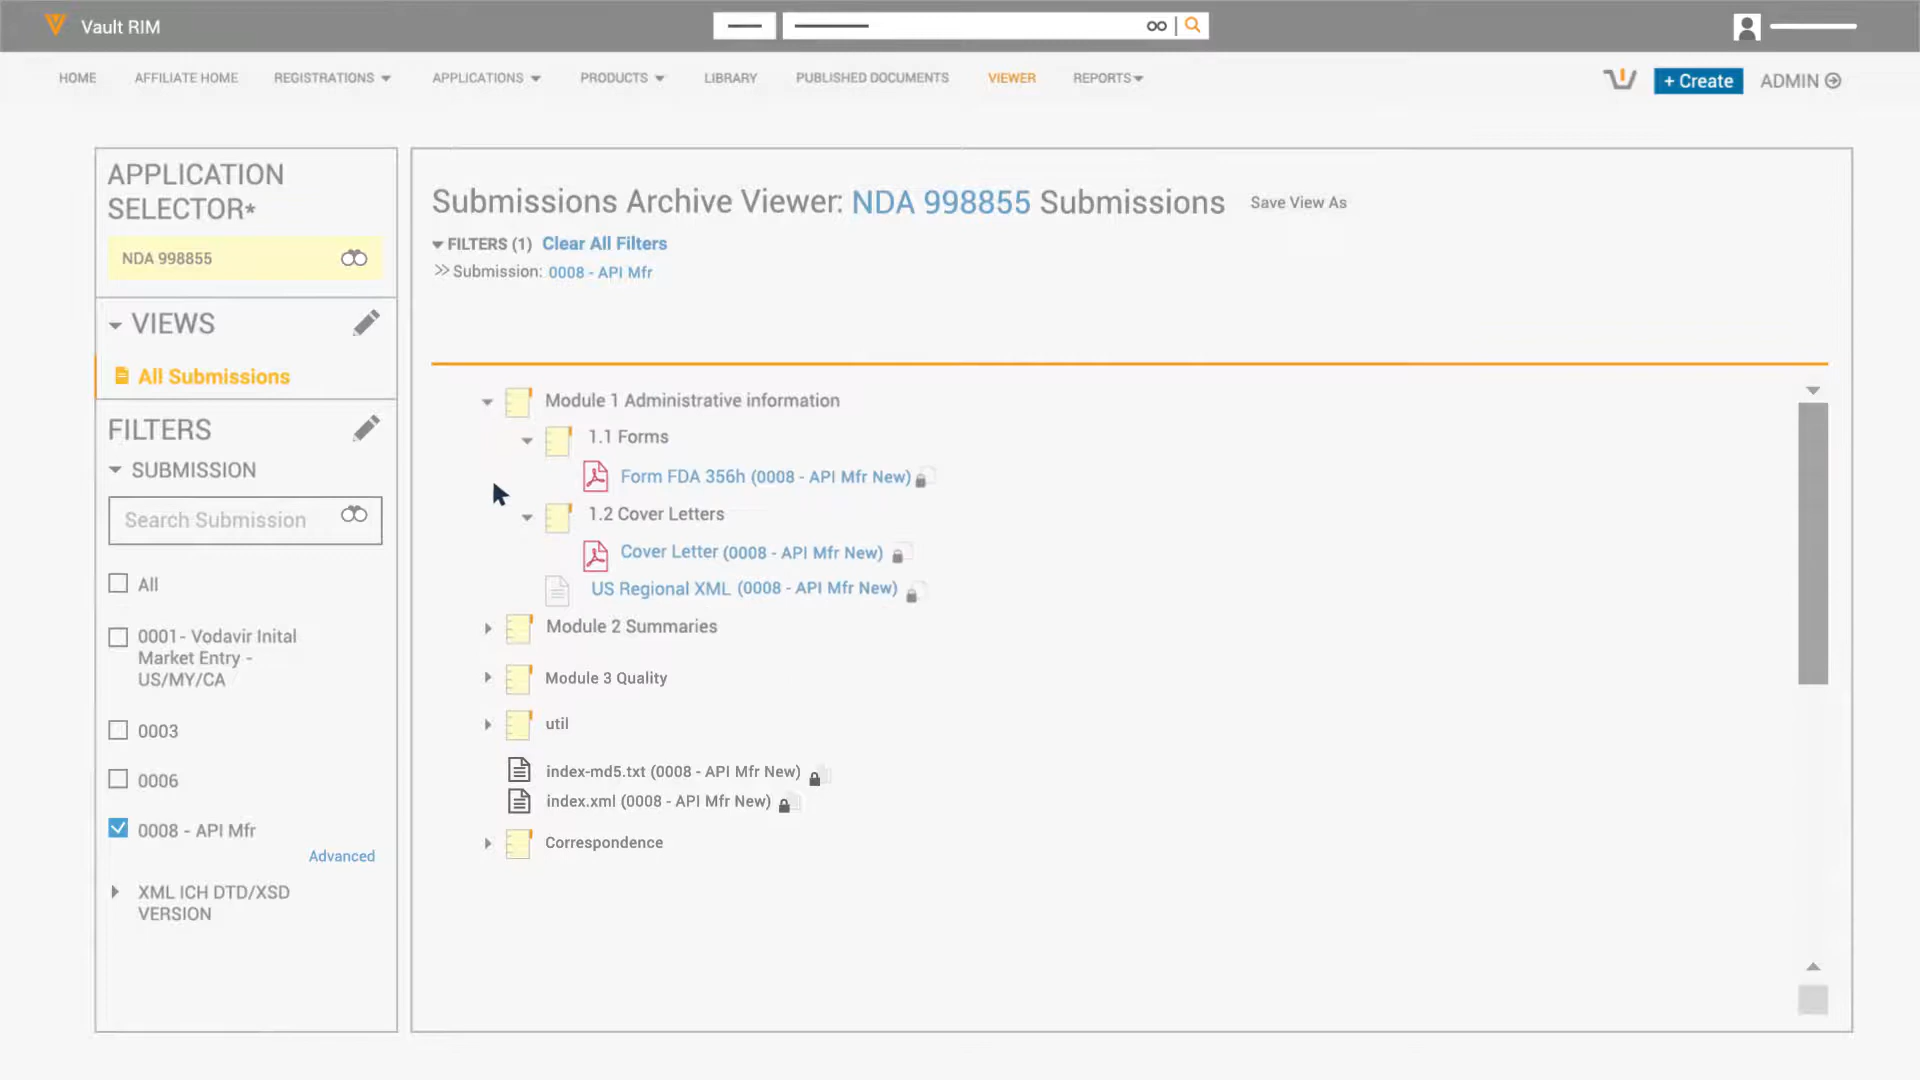 Vault RIM
HOME AFFILIATE HOME REGISTRATIONS APPLICATIONS PRODUCTS LIBRARY PUBLISHED DOCUMENTS VIEWER REPORTS
+ Create ADMIN
APPLICATION
SELECTOR*
NDA 998855
VIEWS
All Submissions
FILTERS
SUBMISSION
Search Submission
All
0001- Vodavir Inital
Market Entry -
US/MY/CA
0003
0006
0008 - API Mfr
Advanced
XML ICH DTD/XSD
VERSION
Submissions Archive Viewer: NDA 998855 Submissions Save View As
FILTERS (1) Clear All Filters
Submission: 0008 - API Mfr
Module 1 Administrative information
1.1 Forms
Form FDA 356h (0008 - API Mfr New)
1.2 Cover Letters
Cover Letter (0008 - API Mfr New)
US Regional XML (0008 - API Mfr New)
Module 2 Summaries
Module 3 Quality
util
index-md5.txt (0008 - API Mfr New)
index.xml (0008 - API Mfr New)
Correspondence